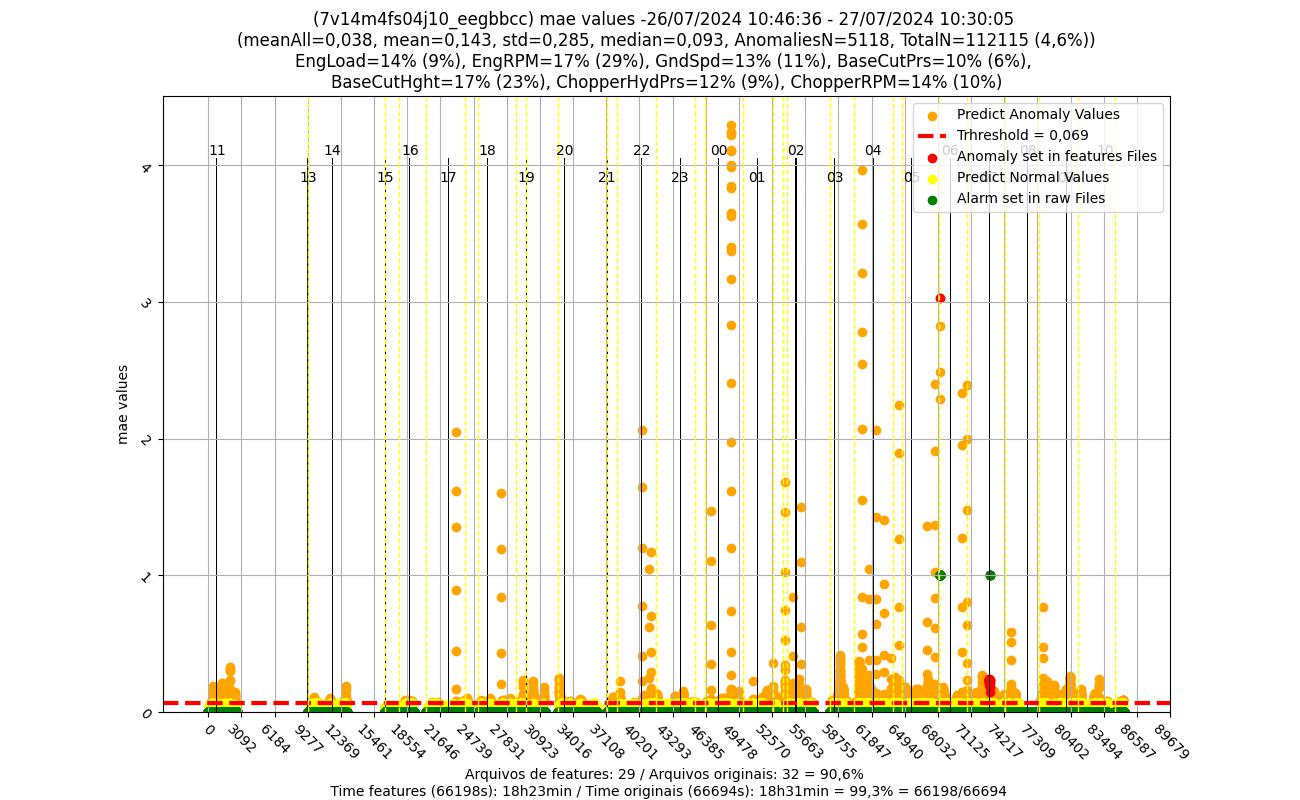 (7v14m4fs04j10_eegbbcc) mae values -26/07/2024 10:46:36 - 27/07/2024 10:30:05
(meanAll=0,038, mean=0,143, std=0,285, median=0,093, AnomaliesN=5118, TotalN=112115 (4,6%))
EngLoad=14% (9%), EngRPM=17% (29%), GndSpd=13% (11%), BaseCutPrs=10% (6%),
BaseCutHght=17% (23%), ChopperHydPrs=12% (9%), ChopperRPM=14% (10%)
Predict Anomaly Values
Trhreshold = 0,069
Anomaly set in features Files
Predict Normal Values
Alarm set in raw Files
11 14 16 18 20 22 00 02 04 06 08 10
13 15 17 19 21 23 01 03 05
mae values
4
3
2
1
0
0 3092 6184 9277 12369 15461 18554 21646 24739 27831 30923 34016 37108 40201 43293 46385 49478 52570 55663 58755 61847 64940 68032 71125 74217 77309 80402 83494 86587 89679
Arquivos de features: 29 / Arquivos originais: 32 = 90,6%
Time features (66198s): 18h23min / Time originais (66694s): 18h31min = 99,3% = 66198/66694